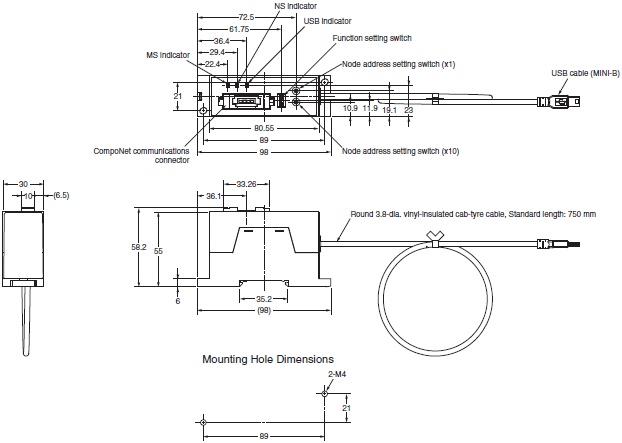 NS Indicator
72.5
USB Indicator
61.75
Function setting switch
36.4
MS Indicator
29.4
22.4
Node address setting switch (x1)
USB cable (MINI-B)
21
10.9
11.9
19.1
23
80.55
89
98
CompoNet communications
connector
Node address setting switch (x10)
30
10
(6.5)
33.26
36.1
Round 3.8-dia. vinyl-insulated cab-tyre cable, Standard length: 750 mm
58.2
55
6
35.2
(98)
Mounting Hole Dimensions
2-M4
21
89